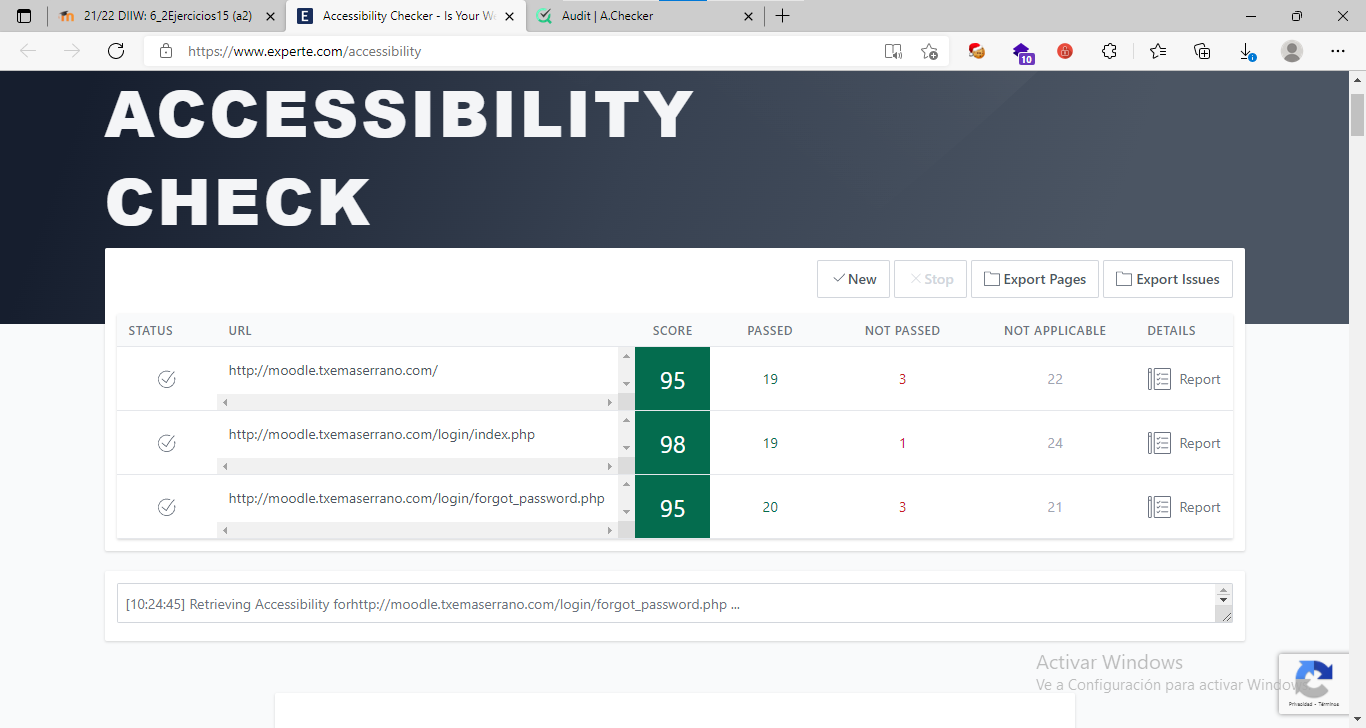 21/22 DIIW: 6_2Ejercicios15 (a2)
Accessibility Checker - Is Your We
Audit | A.Checker
https://www.experte.com/accessibility
10
ACCESSIBILITY
CHECK
New
Stop
Export Pages
Export Issues
STATUS URL SCORE PASSED NOT PASSED NOT APPLICABLE DETAILS
http://moodle.txemaserrano.com/ 95 19 3 22 Report
http://moodle.txemaserrano.com/login/index.php 98 19 1 24 Report
http://moodle.txemaserrano.com/login/forgot_password.php 95 20 3 21 Report
[10:24:45] Retrieving Accessibility forhttp://moodle.txemaserrano.com/login/forgot_password.php ...
Activar Windows
Ve a Configuración para activar Windows
Privacidad - Términos